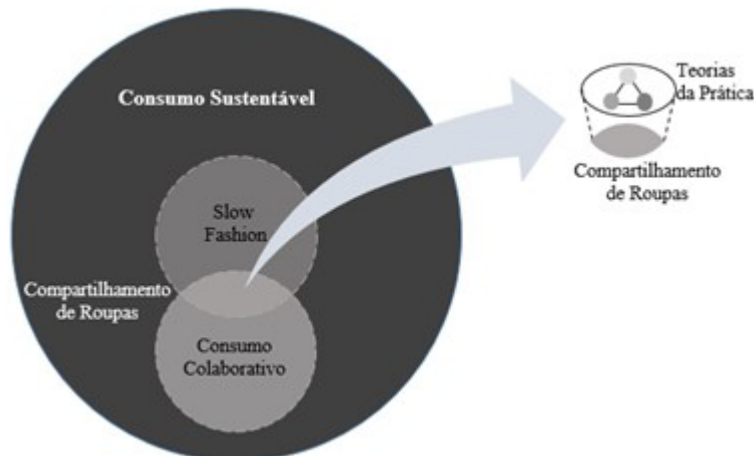 Consumo Sustentável
Slow
Fashion
Compartilhamento
de Roupas
Consumo
Colaborativo
Teorias
da Prática
Compartilhamento
de Roupas